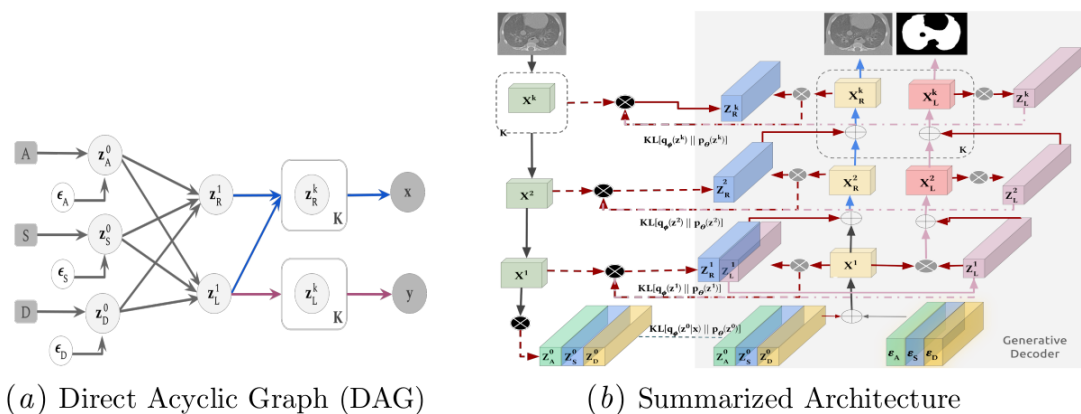 A
S
D
ϵ_A
ϵ_S
ϵ_D
z_A^0
z_S^0
z_D^0
z_R^1
z_L^1
z_R^k
K
z_L^k
K
x
y
(a) Direct Acyclic Graph (DAG)
X^k
K
Z_R^k
X_R^k
X_L^k
Z_L^k
K
KL[q_φ(z^k) || p_θ(z^k)]
X^2
Z_R^2
X_R^2
X_L^2
Z_L^2
KL[q_φ(z^2) || p_θ(z^2)]
X^1
Z_R^1
Z_L^1
X^1
Z_L^1
KL[q_φ(z^1) || p_θ(z^1)]
KL[q_φ(z^0|x) || p_θ(z^0)]
Z_A^0 Z_S^0 Z_D^0
Z_A^0 Z_S^0 Z_D^0
ε_A ε_S ε_D
Generative
Decoder
(b) Summarized Architecture